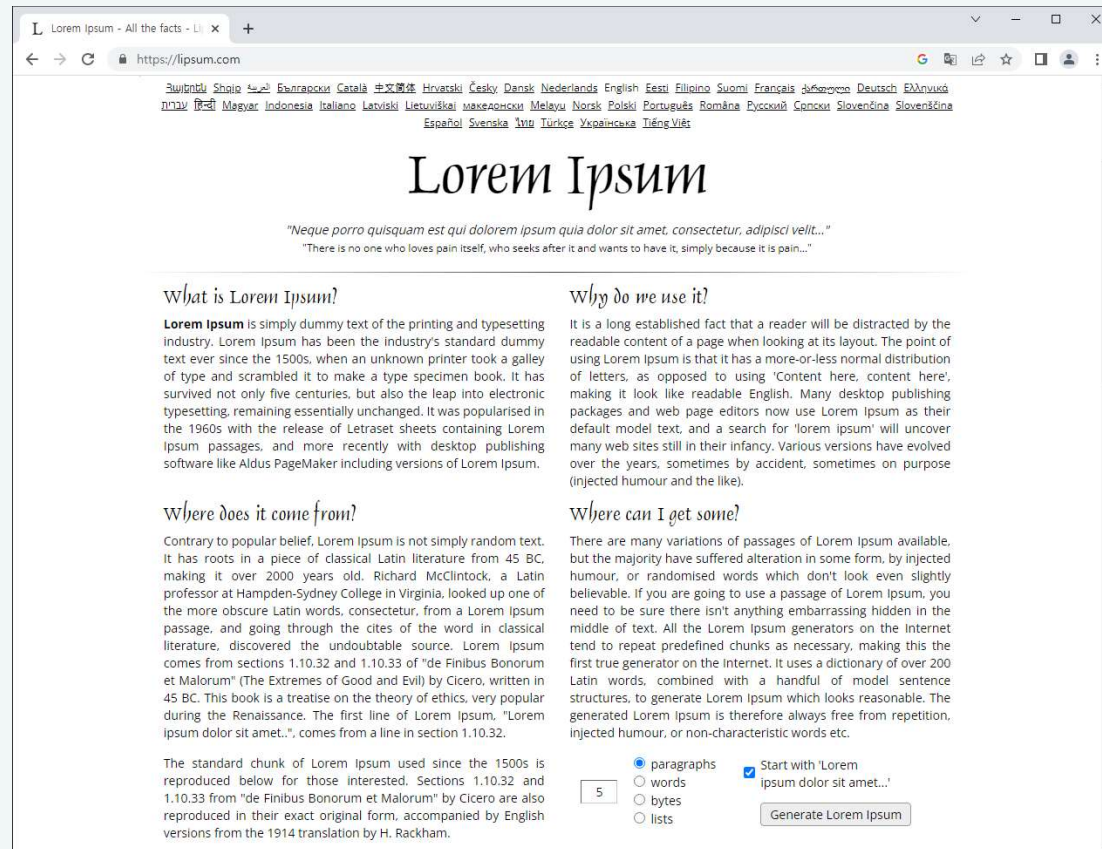 Lorem Ipsum - All the facts - Li
https://lipsum.com
Հայերեն Shqip العربية Български Català 中文简体 Hrvatski Česky Dansk Nederlands English Eesti Filipino Suomi Français ქართული Deutsch Ελληνικά
עברית हिन्दी Magyar Indonesia Italiano Latviski Lietuviškai македонски Melayu Norsk Polski Português Româna Русский Српски Slovenčina Slovenščina
Español Svenska ไทย Türkçe Українська Tiếng Việt
Lorem Ipsum
"Neque porro quisquam est qui dolorem ipsum quia dolor sit amet, consectetur, adipisci velit..."
"There is no one who loves pain itself, who seeks after it and wants to have it, simply because it is pain..."
What is Lorem Ipsum?
Lorem Ipsum is simply dummy text of the printing and typesetting
industry. Lorem Ipsum has been the industry's standard dummy
text ever since the 1500s, when an unknown printer took a galley
of type and scrambled it to make a type specimen book. It has
survived not only five centuries, but also the leap into electronic
typesetting, remaining essentially unchanged. It was popularised in
the 1960s with the release of Letraset sheets containing Lorem
Ipsum passages, and more recently with desktop publishing
software like Aldus PageMaker including versions of Lorem Ipsum.
Why do we use it?
It is a long established fact that a reader will be distracted by the
readable content of a page when looking at its layout. The point of
using Lorem Ipsum is that it has a more-or-less normal distribution
of letters, as opposed to using 'Content here, content here',
making it look like readable English. Many desktop publishing
packages and web page editors now use Lorem Ipsum as their
default model text, and a search for 'lorem ipsum' will uncover
many web sites still in their infancy. Various versions have evolved
over the years, sometimes by accident, sometimes on purpose
(injected humour and the like).
Where does it come from?
Contrary to popular belief, Lorem Ipsum is not simply random text.
It has roots in a piece of classical Latin literature from 45 BC,
making it over 2000 years old. Richard McClintock, a Latin
professor at Hampden-Sydney College in Virginia, looked up one of
the more obscure Latin words, consectetur, from a Lorem Ipsum
passage, and going through the cites of the word in classical
literature, discovered the undoubtable source. Lorem Ipsum
comes from sections 1.10.32 and 1.10.33 of "de Finibus Bonorum
et Malorum" (The Extremes of Good and Evil) by Cicero, written in
45 BC. This book is a treatise on the theory of ethics, very popular
during the Renaissance. The first line of Lorem Ipsum, "Lorem
ipsum dolor sit amet..", comes from a line in section 1.10.32.
The standard chunk of Lorem Ipsum used since the 1500s is
reproduced below for those interested. Sections 1.10.32 and
1.10.33 from "de Finibus Bonorum et Malorum" by Cicero are also
reproduced in their exact original form, accompanied by English
versions from the 1914 translation by H. Rackham.
Where can I get some?
There are many variations of passages of Lorem Ipsum available,
but the majority have suffered alteration in some form, by injected
humour, or randomised words which don't look even slightly
believable. If you are going to use a passage of Lorem Ipsum, you
need to be sure there isn't anything embarrassing hidden in the
middle of text. All the Lorem Ipsum generators on the Internet
tend to repeat predefined chunks as necessary, making this the
first true generator on the Internet. It uses a dictionary of over 200
Latin words, combined with a handful of model sentence
structures, to generate Lorem Ipsum which looks reasonable. The
generated Lorem Ipsum is therefore always free from repetition,
injected humour, or non-characteristic words etc.
5
paragraphs
words
bytes
lists
Start with 'Lorem
ipsum dolor sit amet...'
Generate Lorem Ipsum